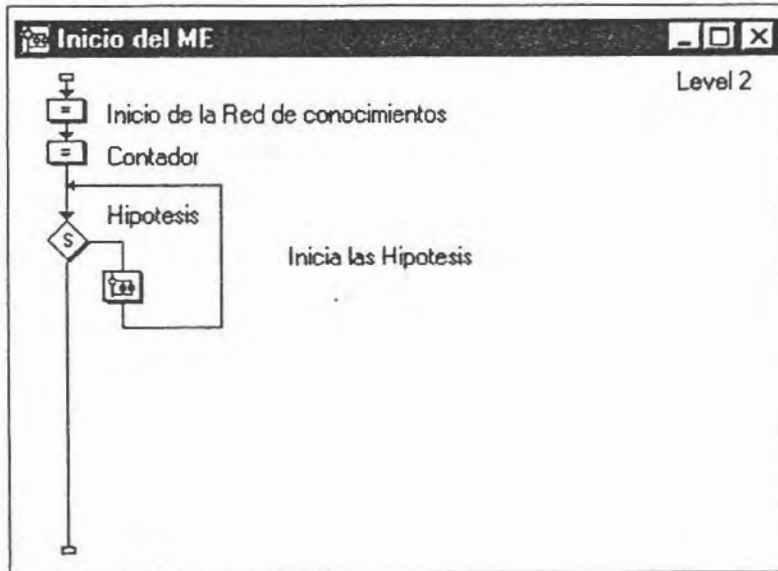 Inicio del ME
Level 2
= Inicio de la Red de conocimientos
= Contador
Hipotesis
S
Inicia las Hipotesis